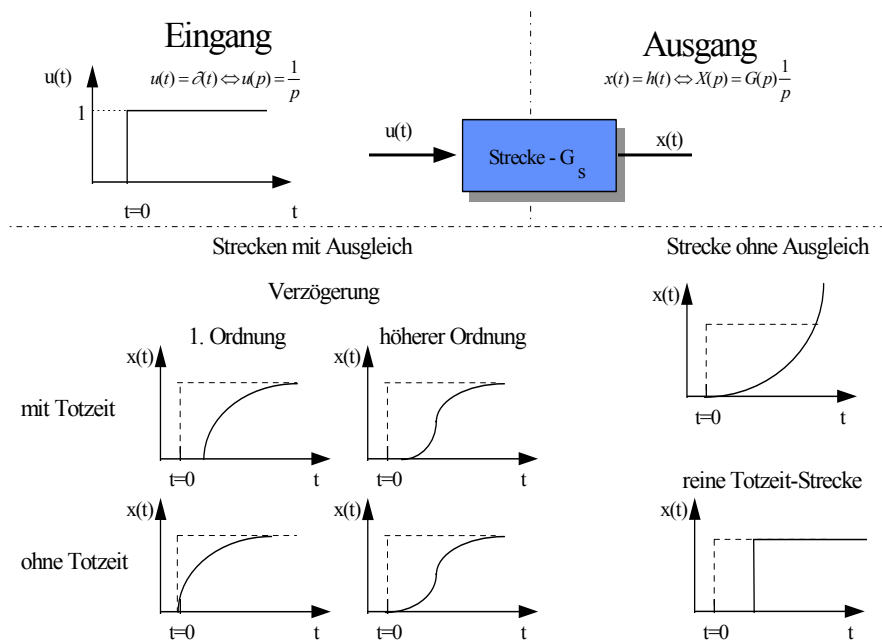 Eingang
u(t) = ∂(t) ⇔ u(p) = 1/p
u(t)
1
t=0
t
Ausgang
x(t) = h(t) ⇔ X(p) = G(p) 1/p
u(t)
Strecke - G_s
x(t)
Strecken mit Ausgleich
Verzögerung
1. Ordnung
höherer Ordnung
mit Totzeit
x(t)
t=0
t
x(t)
t=0
t
ohne Totzeit
x(t)
t=0
t
x(t)
t=0
t
Strecke ohne Ausgleich
x(t)
t=0
t
reine Totzeit-Strecke
x(t)
t=0
t